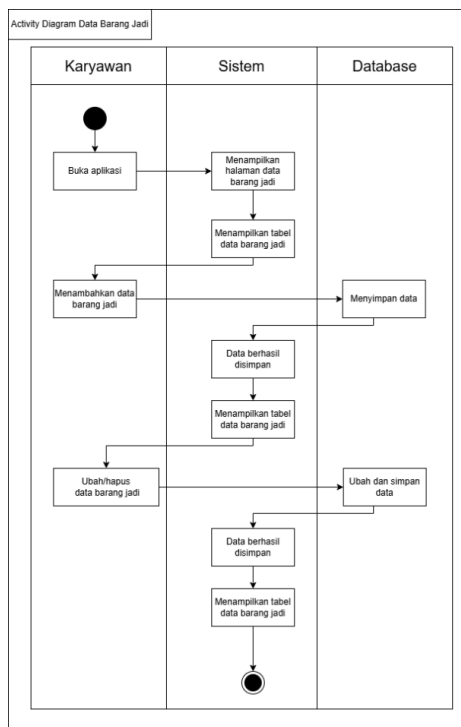 Activity Diagram Data Barang Jadi
Karyawan
Sistem
Database
Buka aplikasi
Menampilkan
halaman data
barang jadi
Menampilkan tabel
data barang jadi
Menambahkan data
barang jadi
Menyimpan data
Data berhasil
disimpan
Menampilkan tabel
data barang jadi
Ubah/hapus
data barang jadi
Ubah dan simpan
data
Data berhasil
disimpan
Menampilkan tabel
data barang jadi